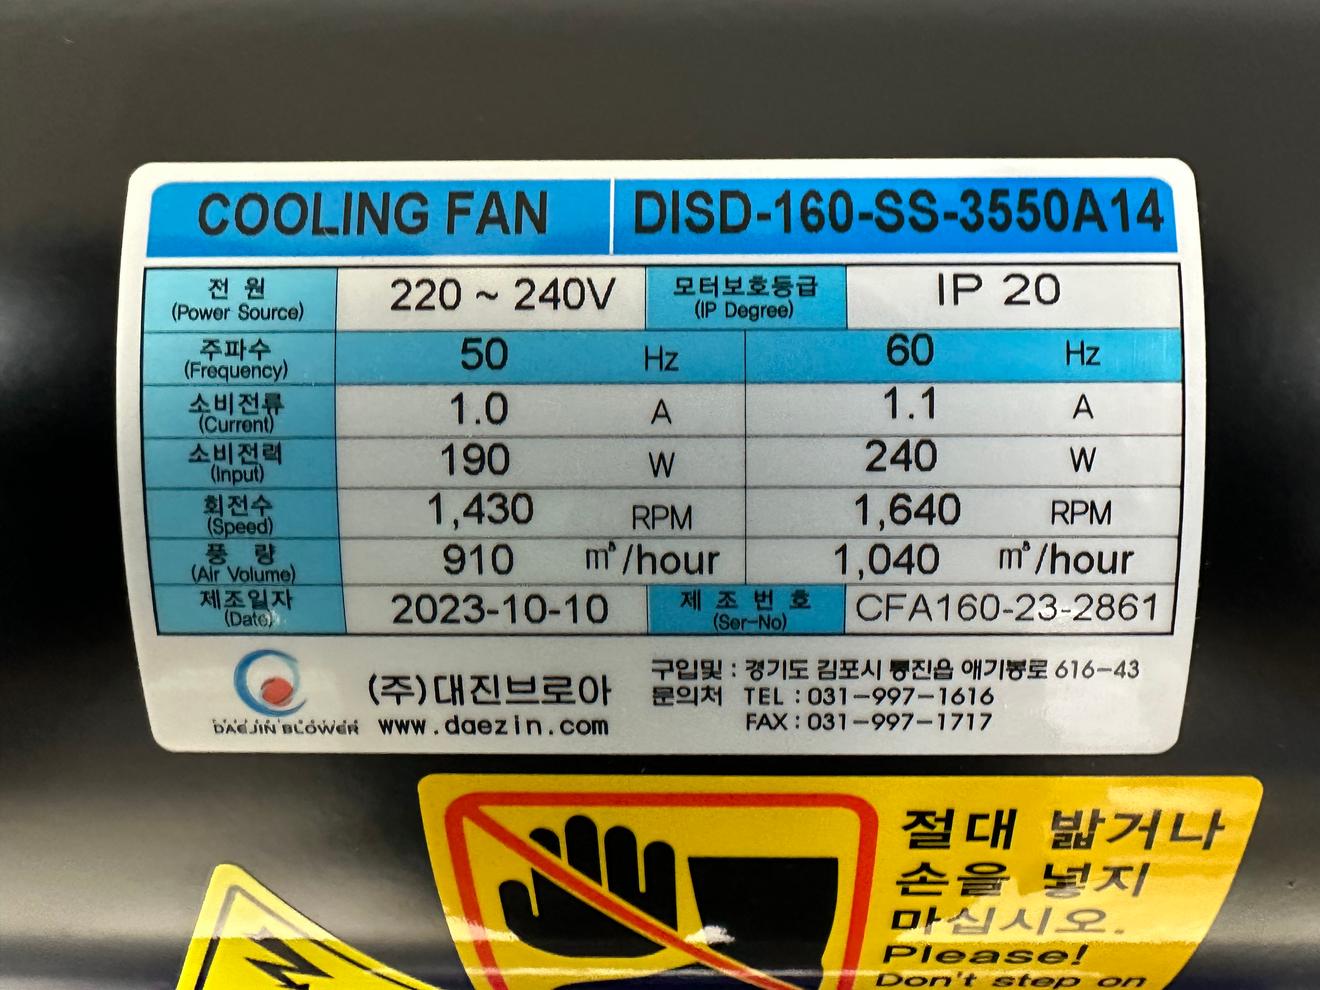 COOLING FAN DISD-160-SS-3550A14
전 원 220 ~ 240V 모터보호등급 IP 20
(Power Source) (IP Degree)
주파수 50 Hz 60 Hz
(Frequency)
소비전류 1.0 A 1.1 A
(Current)
소비전력 190 W 240 W
(Input)
회전수 1,430 RPM 1,640 RPM
(Speed)
풍 량 910 m³/hour 1,040 m³/hour
(Air Volume)
제조일자 2023-10-10 제 조 번 호 CFA160-23-2861
(Date) (Ser-No)
DAEJIN BLOWER
(주)대진브로아
www.daezin.com
구입및 : 경기도 김포시 통진읍 애기봉로 616-43
문의처 TEL : 031-997-1616
FAX : 031-997-1717
절대 밟거나
손을 넣지
마십시오.
Please!
Don't step on